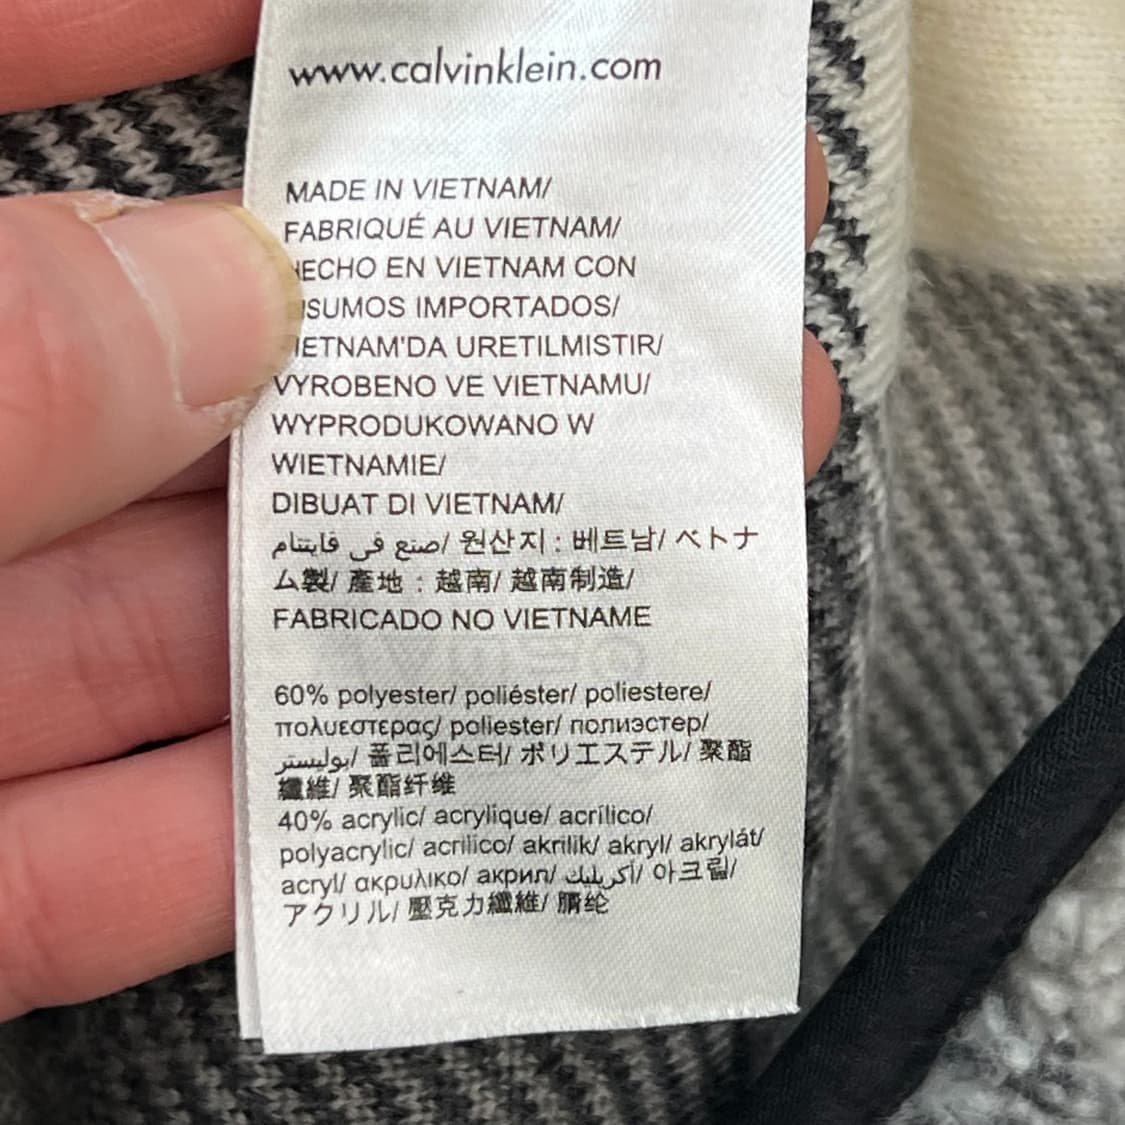 www.calvinklein.com
MADE IN VIETNAM/
FABRIQUÉ AU VIETNAM/
HECHO EN VIETNAM CON
INSUMOS IMPORTADOS/
VIETNAM'DA URETILMISTIR/
VYROBENO VE VIETNAMU/
WYPRODUKOWANO W
WIETNAMIE/
DIBUAT DI VIETNAM/
صنع في فايتنام/ 원산지 : 베트남/ ベトナ
ム製/ 產地 : 越南/ 越南制造/
FABRICADO NO VIETNAME
60% polyester/ poliéster/ poliestere/
πολυεστερας/ poliester/ полиэстер/
بوليستر/ 폴리에스터/ ポリエステル/ 聚酯
纖維/ 聚酯纤维
40% acrylic/ acrylique/ acrílico/
polyacrylic/ acrilico/ akrilik/ akryl/ akrylát/
acryl/ ακρυλικο/ акрил/ أكريليك/ 아크릴/
アクリル/ 壓克力纖維/ 腈纶